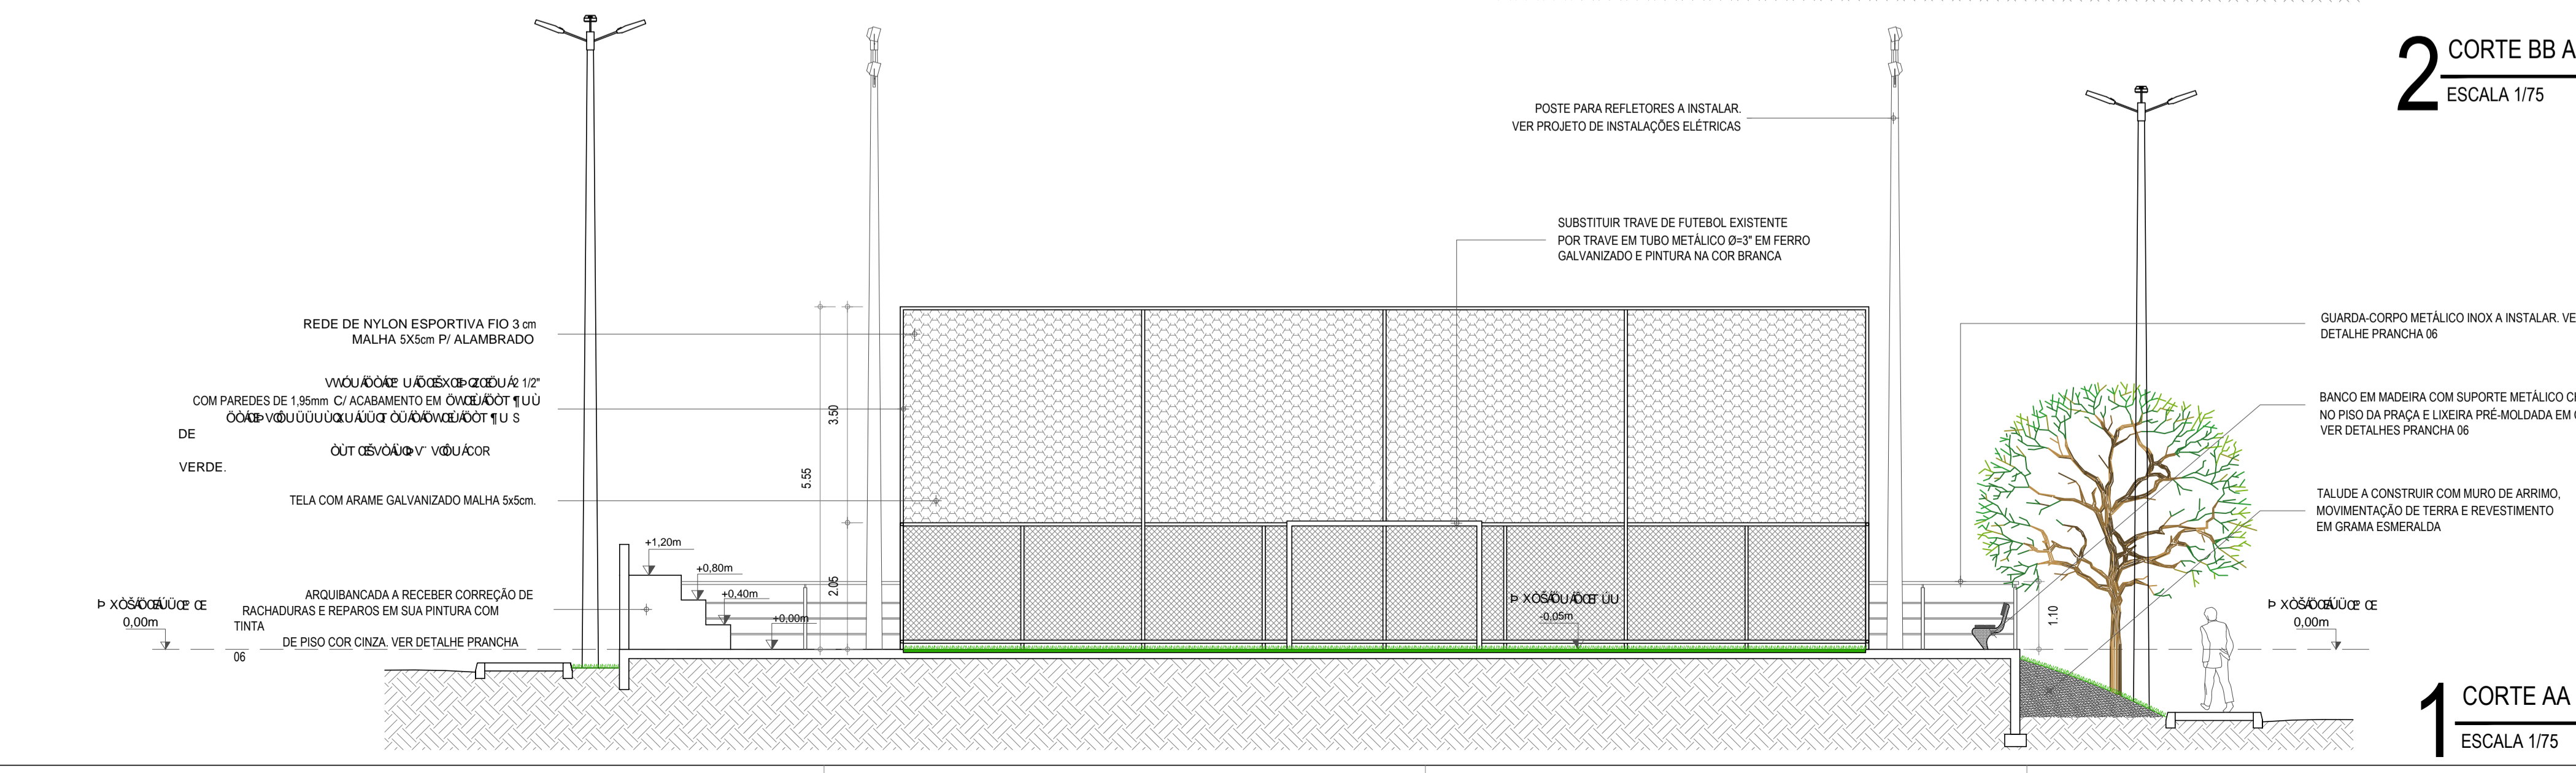 2 CORTE BB A
ESCALA 1/75
POSTE PARA REFLETORES A INSTALAR.
VER PROJETO DE INSTALAÇÕES ELÉTRICAS
SUBSTITUIR TRAVE DE FUTEBOL EXISTENTE
POR TRAVE EM TUBO METÁLICO Ø=3" EM FERRO
GALVANIZADO E PINTURA NA COR BRANCA
REDE DE NYLON ESPORTIVA FIO 3 cm
MALHA 5X5cm P/ ALAMBRADO
2 1/2"
COM PAREDES DE 1,95mm C/ ACABAMENTO EM
DE
COR
VERDE.
TELA COM ARAME GALVANIZADO MALHA 5x5cm.
3.50
5.55
2.05
+1,20m
+0,80m
+0,40m
+0,00m
ARQUIBANCADA A RECEBER CORREÇÃO DE
RACHADURAS E REPAROS EM SUA PINTURA COM
TINTA
DE PISO COR CINZA. VER DETALHE PRANCHA
06
0,00m
-0,05m
GUARDA-CORPO METÁLICO INOX A INSTALAR. VE
DETALHE PRANCHA 06
BANCO EM MADEIRA COM SUPORTE METÁLICO
NO PISO DA PRAÇA E LIXEIRA PRÉ-MOLDADA EM
VER DETALHES PRANCHA 06
TALUDE A CONSTRUIR COM MURO DE ARRIMO,
MOVIMENTAÇÃO DE TERRA E REVESTIMENTO
EM GRAMA ESMERALDA
1.10
0,00m
1 CORTE AA
ESCALA 1/75